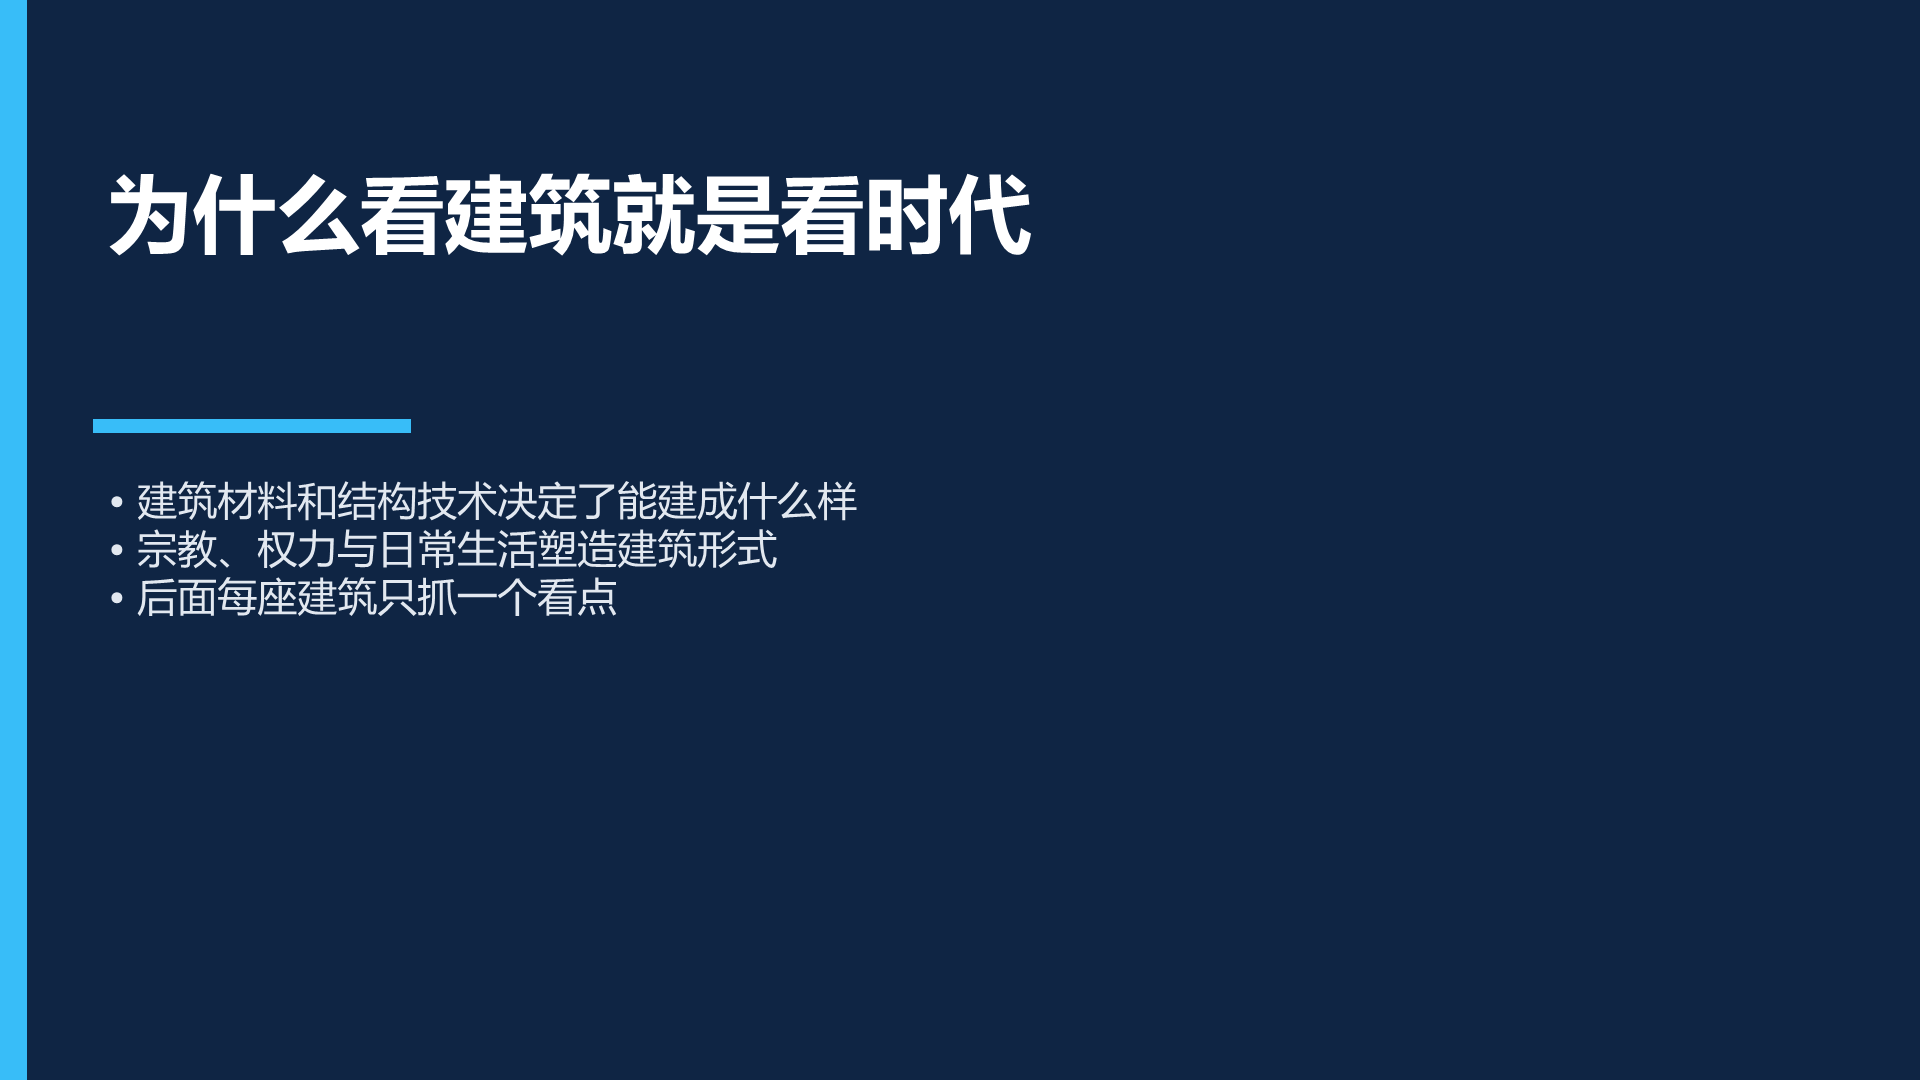 为什么看建筑就是看时代
• 建筑材料和结构技术决定了能建成什么样
• 宗教、权力与日常生活塑造建筑形式
• 后面每座建筑只抓一个看点